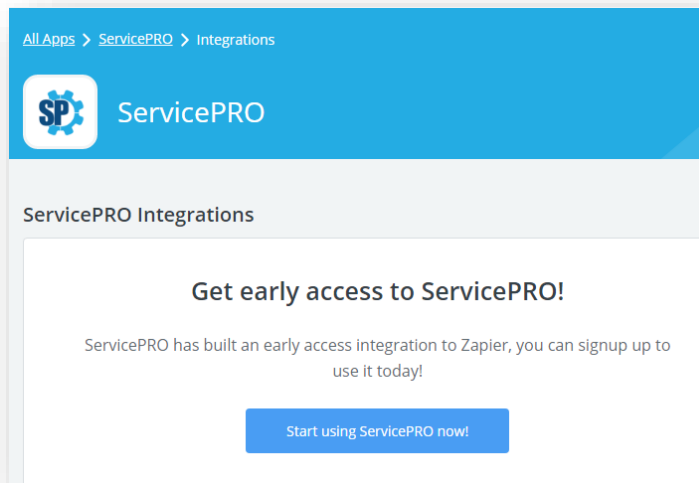 All Apps > ServicePRO > Integrations
SP
ServicePRO
ServicePRO Integrations
Get early access to ServicePRO!
ServicePRO has built an early access integration to Zapier, you can signup up to
use it today!
Start using ServicePRO now!